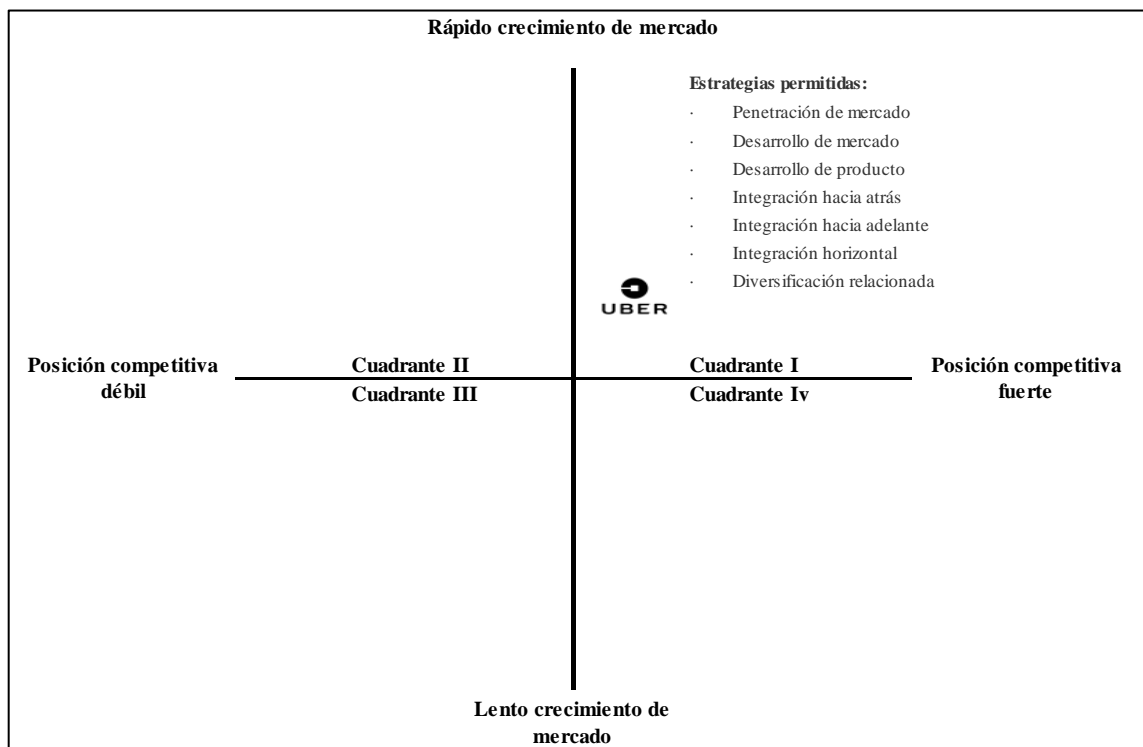 Rápido crecimiento de mercado
Estrategias permitidas:
· Penetración de mercado
· Desarrollo de mercado
· Desarrollo de producto
· Integración hacia atrás
· Integración hacia adelante
· Integración horizontal
· Diversificación relacionada
UBER
Posición competitiva
débil
Cuadrante II
Cuadrante I
Posición competitiva
fuerte
Cuadrante III
Cuadrante Iv
Lento crecimiento de
mercado